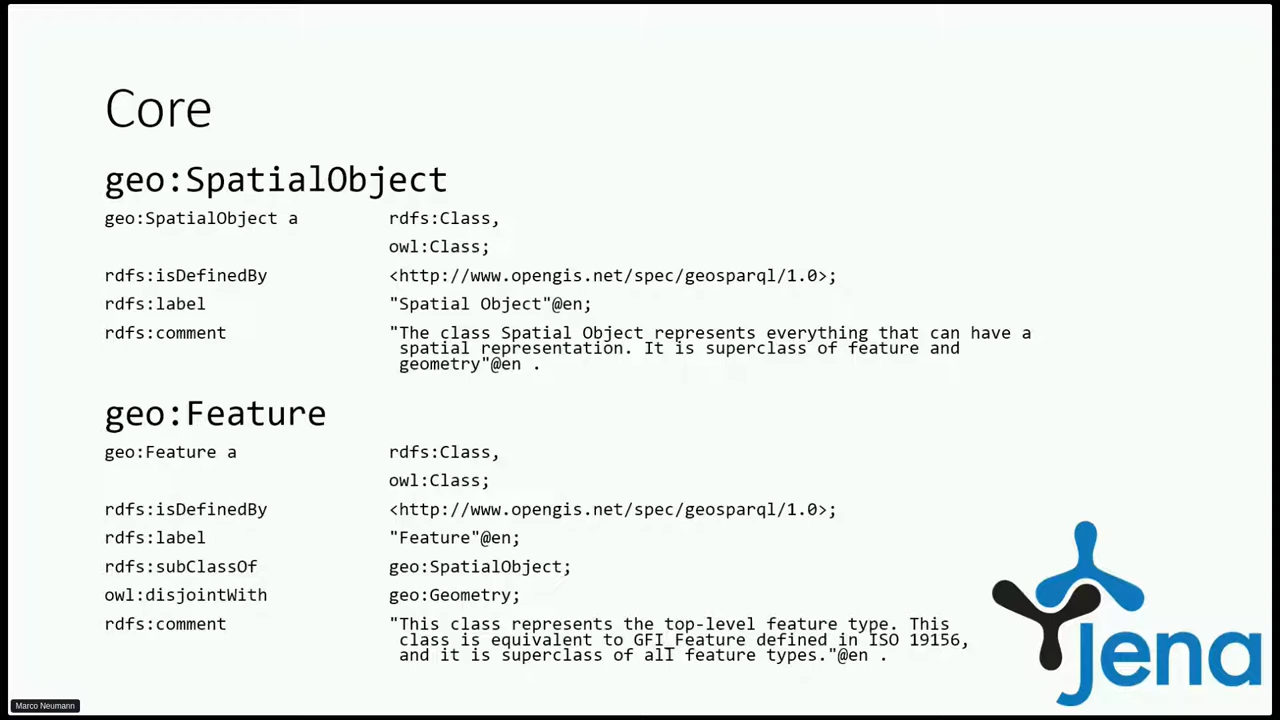 Core
geo:SpatialObject
geo:SpatialObject a rdfs:Class,
owl:Class;
rdfs:isDefinedBy <http://www.opengis.net/spec/geosparql/1.0>;
rdfs:label "Spatial Object"@en;
rdfs:comment "The class Spatial Object represents everything that can have a
spatial representation. It is superclass of feature and
geometry"@en .
geo:Feature
geo:Feature a rdfs:Class,
owl:Class;
rdfs:isDefinedBy <http://www.opengis.net/spec/geosparql/1.0>;
rdfs:label "Feature"@en;
rdfs:subClassOf geo:SpatialObject;
owl:disjointWith geo:Geometry;
rdfs:comment "This class represents the top-level feature type. This
class is equivalent to GFI_Feature defined in ISO 19156,
and it is superclass of all feature types."@en .
Jena
Marco Neumann